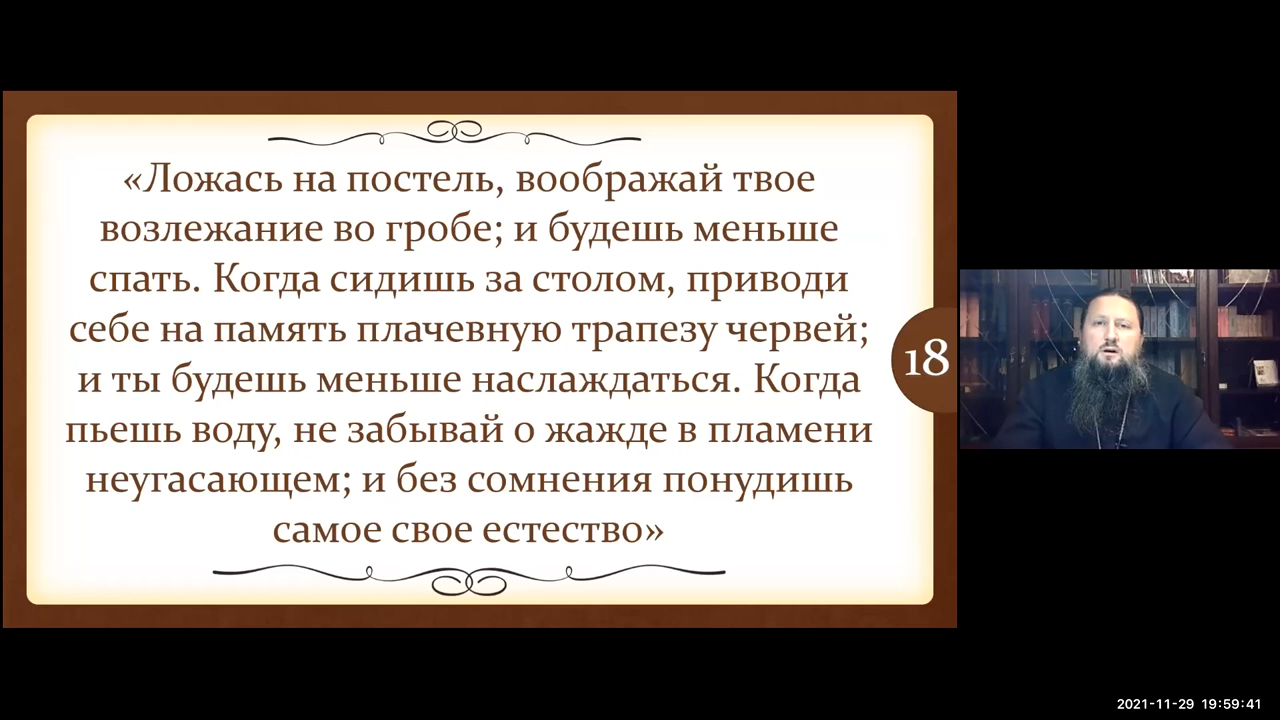 «Ложась на постель, воображай твое
возлежание во гробе; и будешь меньше
спать. Когда сидишь за столом, приводи
себе на память плачевную трапезу червей;
и ты будешь меньше наслаждаться. Когда
пьешь воду, не забывай о жажде в пламени
неугасающем; и без сомнения понудишь
самое свое естество»
18
2021-11-29 19:59:41